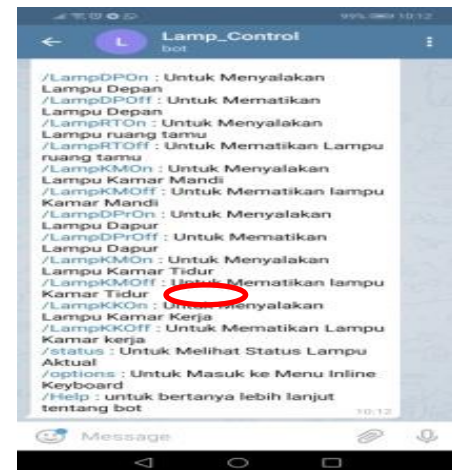 99% 10:12
Lamp_Control
bot
/LampDPOn : Untuk Menyalakan
Lampu Depan
/LampDPOff : Untuk Mematikan
Lampu Depan
/LampRTOn : Untuk Menyalakan
Lampu ruang tamu
/LampRTOff : Untuk Mematikan Lampu
ruang tamu
/LampKMOn : Untuk Menyalakan
Lampu Kamar Mandi
/LampKMOff : Untuk Mematikan lampu
Kamar Mandi
/LampDPrOn : Untuk Menyalakan
Lampu Dapur
/LampDPrOff : Untuk Mematikan
Lampu Dapur
/LampKMOn : Untuk Menyalakan
Lampu Kamar Tidur
/LampKMOff : Untuk Mematikan lampu
Kamar Tidur
/LampKKOn : Untuk Menyalakan
Lampu Kamar Kerja
/LampKKOff : Untuk Mematikan Lampu
Kamar kerja
/status : Untuk Melihat Status Lampu
Aktual
/options : Untuk Masuk ke Menu Inline
Keyboard
/Help : untuk bertanya lebih lanjut
tentang bot
10:12
Message